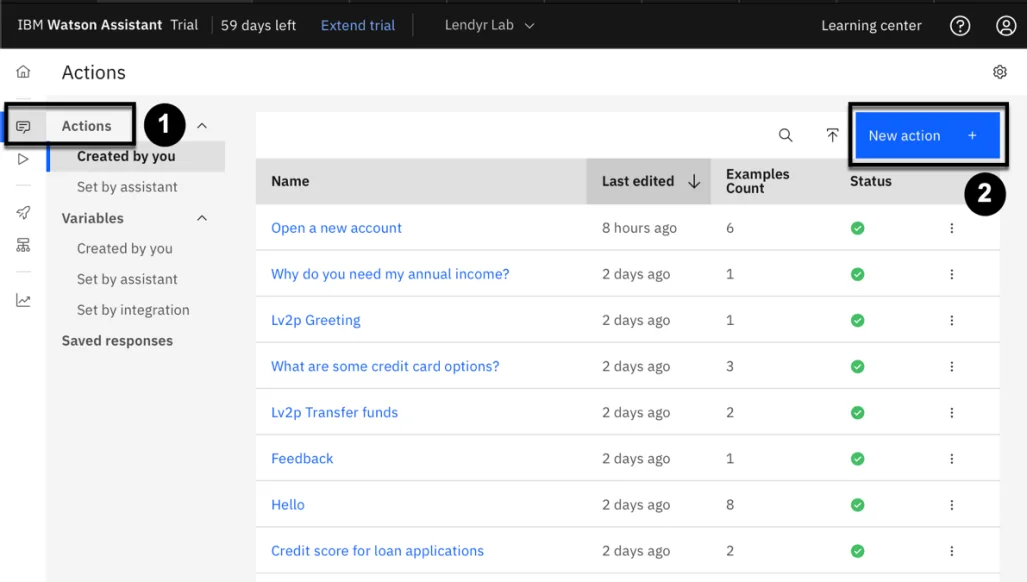 IBM Watson Assistant Trial 59 days left Extend trial Lendyr Lab Learning center
Actions
Actions 1
Created by you
Set by assistant
Variables
Created by you
Set by assistant
Set by integration
Saved responses
New action +
2
Name Last edited Examples Count Status
Open a new account 8 hours ago 6
Why do you need my annual income? 2 days ago 1
Lv2p Greeting 2 days ago 1
What are some credit card options? 2 days ago 3
Lv2p Transfer funds 2 days ago 2
Feedback 2 days ago 1
Hello 2 days ago 8
Credit score for loan applications 2 days ago 2